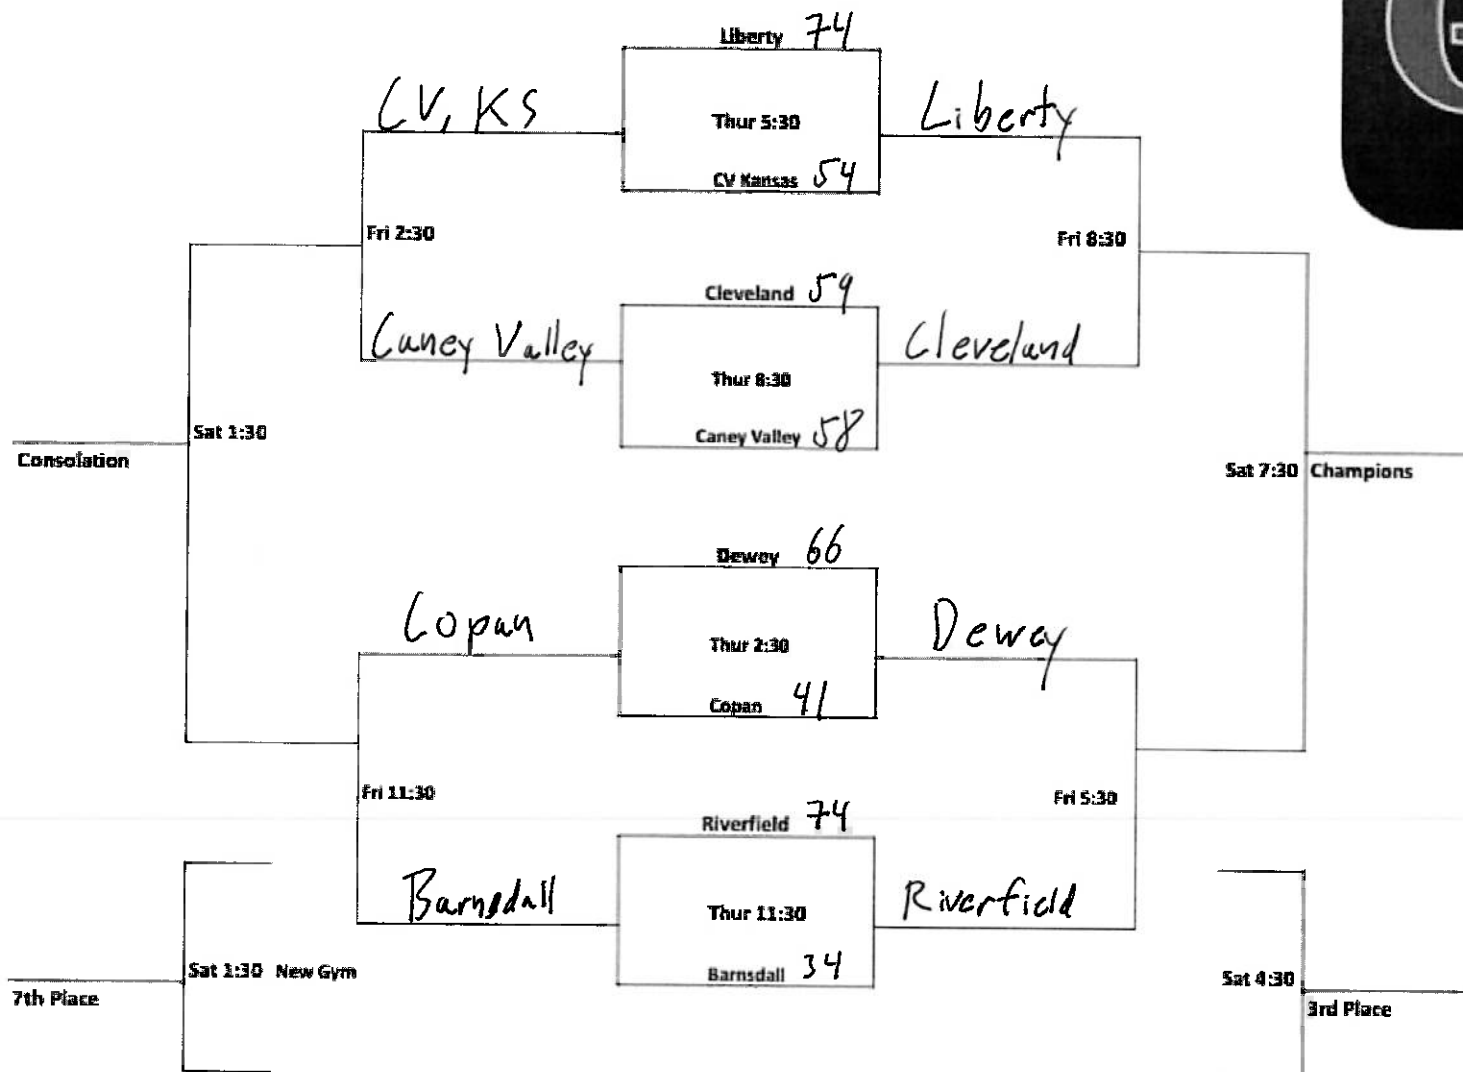 Liberty 74
CV, KS
Thur 5:30
Liberty
CV Kansas 54
Fri 2:30
Fri 8:30
Cleveland 59
Caney Valley
Cleveland
Thur 8:30
Caney Valley 58
Sat 1:30
Consolation
Sat 7:30 Champions
Dewey 66
Copan
Thur 2:30
Dewey
Copan 41
Fri 11:30
Fri 5:30
Riverfield 74
Barnsdall
Thur 11:30
Riverfield
Barnsdall 34
Sat 1:30 New Gym
7th Place
Sat 4:30
3rd Place